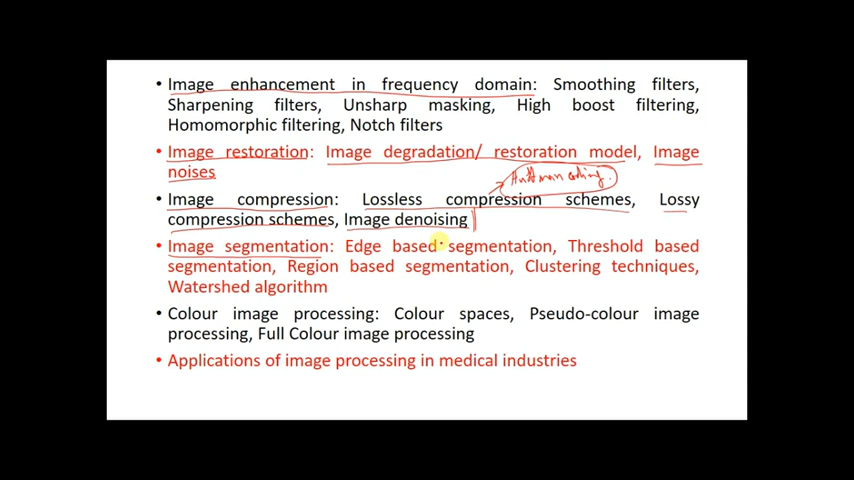 • Image enhancement in frequency domain: Smoothing filters,
Sharpening filters, Unsharp masking, High boost filtering,
Homomorphic filtering, Notch filters
• Image restoration: Image degradation/ restoration model, Image
noises
Huffman coding.
• Image compression: Lossless compression schemes, Lossy
compression schemes, Image denoising
• Image segmentation: Edge based segmentation, Threshold based
segmentation, Region based segmentation, Clustering techniques,
Watershed algorithm
• Colour image processing: Colour spaces, Pseudo-colour image
processing, Full Colour image processing
• Applications of image processing in medical industries